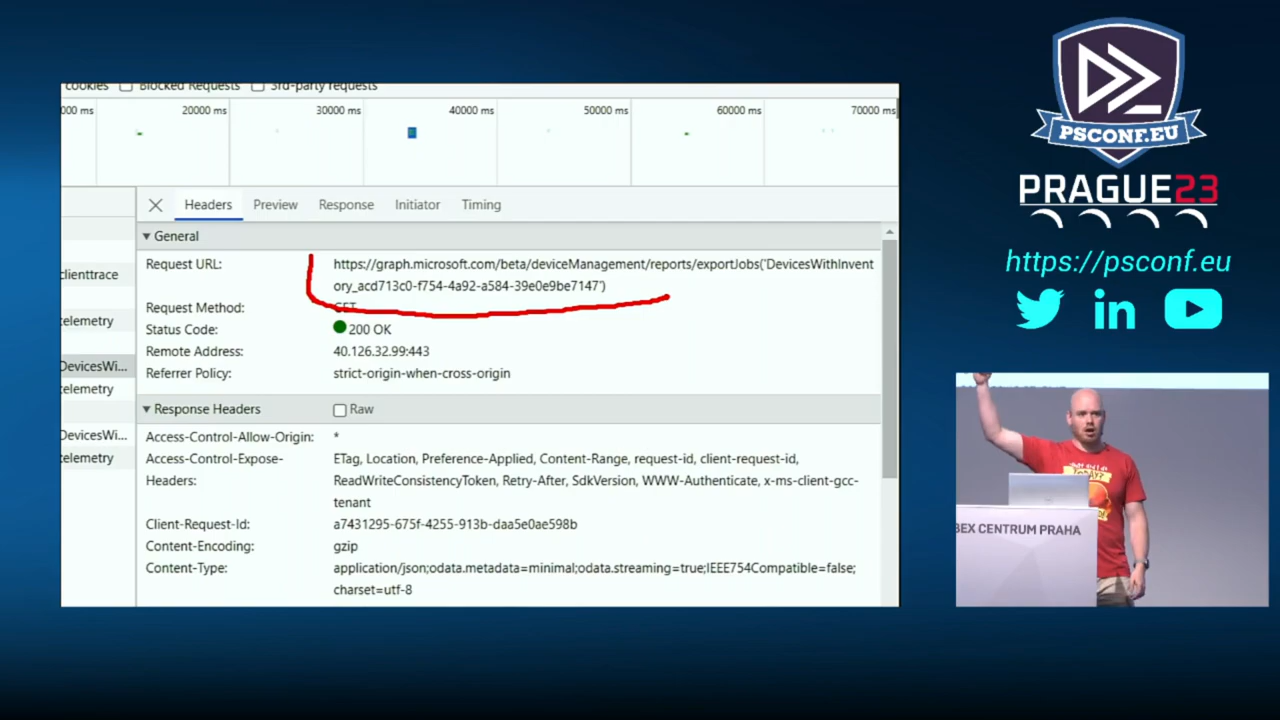 cookies Blocked Requests 3rd-party requests
000 ms 20000 ms 30000 ms 40000 ms 50000 ms 60000 ms 70000 ms
Headers Preview Response Initiator Timing
General
Request URL: https://graph.microsoft.com/beta/deviceManagement/reports/exportJobs('DevicesWithInvent
ory_acd713c0-f754-4a92-a584-39e0e9be7147')
Request Method: GET
Status Code: 200 OK
Remote Address: 40.126.32.99:443
Referrer Policy: strict-origin-when-cross-origin
Response Headers Raw
Access-Control-Allow-Origin: *
Access-Control-Expose- ETag, Location, Preference-Applied, Content-Range, request-id, client-request-id,
Headers: ReadWriteConsistencyToken, Retry-After, SdkVersion, WWW-Authenticate, x-ms-client-gcc-
tenant
Client-Request-Id: a7431295-675f-4255-913b-daa5e0ae598b
Content-Encoding: gzip
Content-Type: application/json;odata.metadata=minimal;odata.streaming=true;IEEE754Compatible=false;
charset=utf-8
clienttrace
telemetry
DevicesWi...
telemetry
DevicesWi...
telemetry
PSCONF.EU
PRAGUE23
https://psconf.eu
in
BEX CENTRUM PRAHA